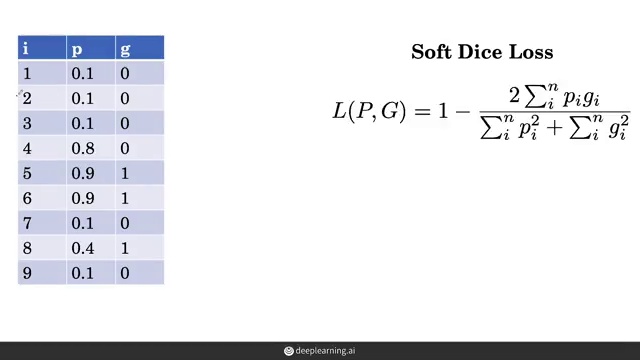 i p g
1 0.1 0
2 0.1 0
3 0.1 0
4 0.8 0
5 0.9 1
6 0.9 1
7 0.1 0
8 0.4 1
9 0.1 0
Soft Dice Loss
L(P, G) = 1 − \frac{2 \sum_i^n p_i g_i}{\sum_i^n p_i^2 + \sum_i^n g_i^2}
deeplearning.ai